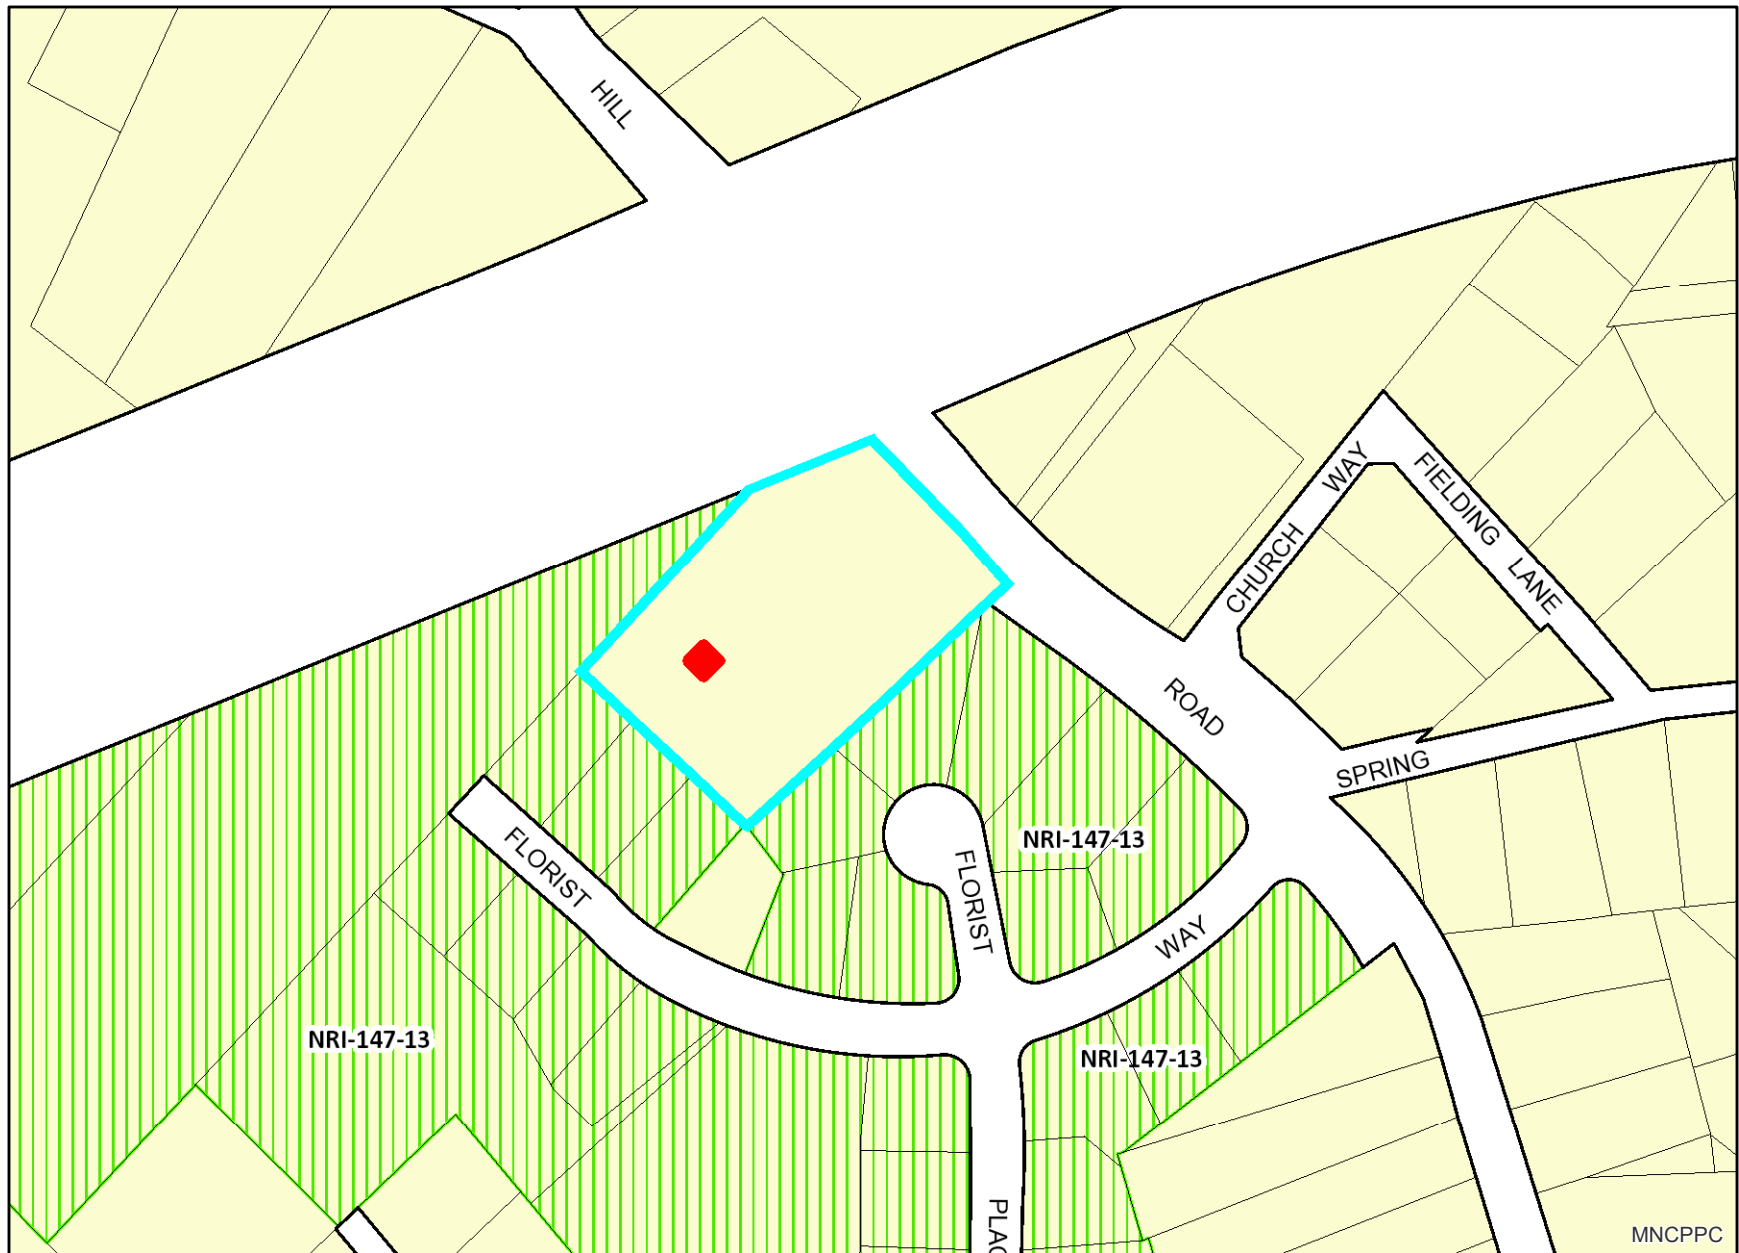 HILL
CHURCH WAY
FIELDING LANE
ROAD
SPRING
FLORIST
FLORIST
NRI-147-13
WAY
NRI-147-13
NRI-147-13
PLAC
MNCPPC